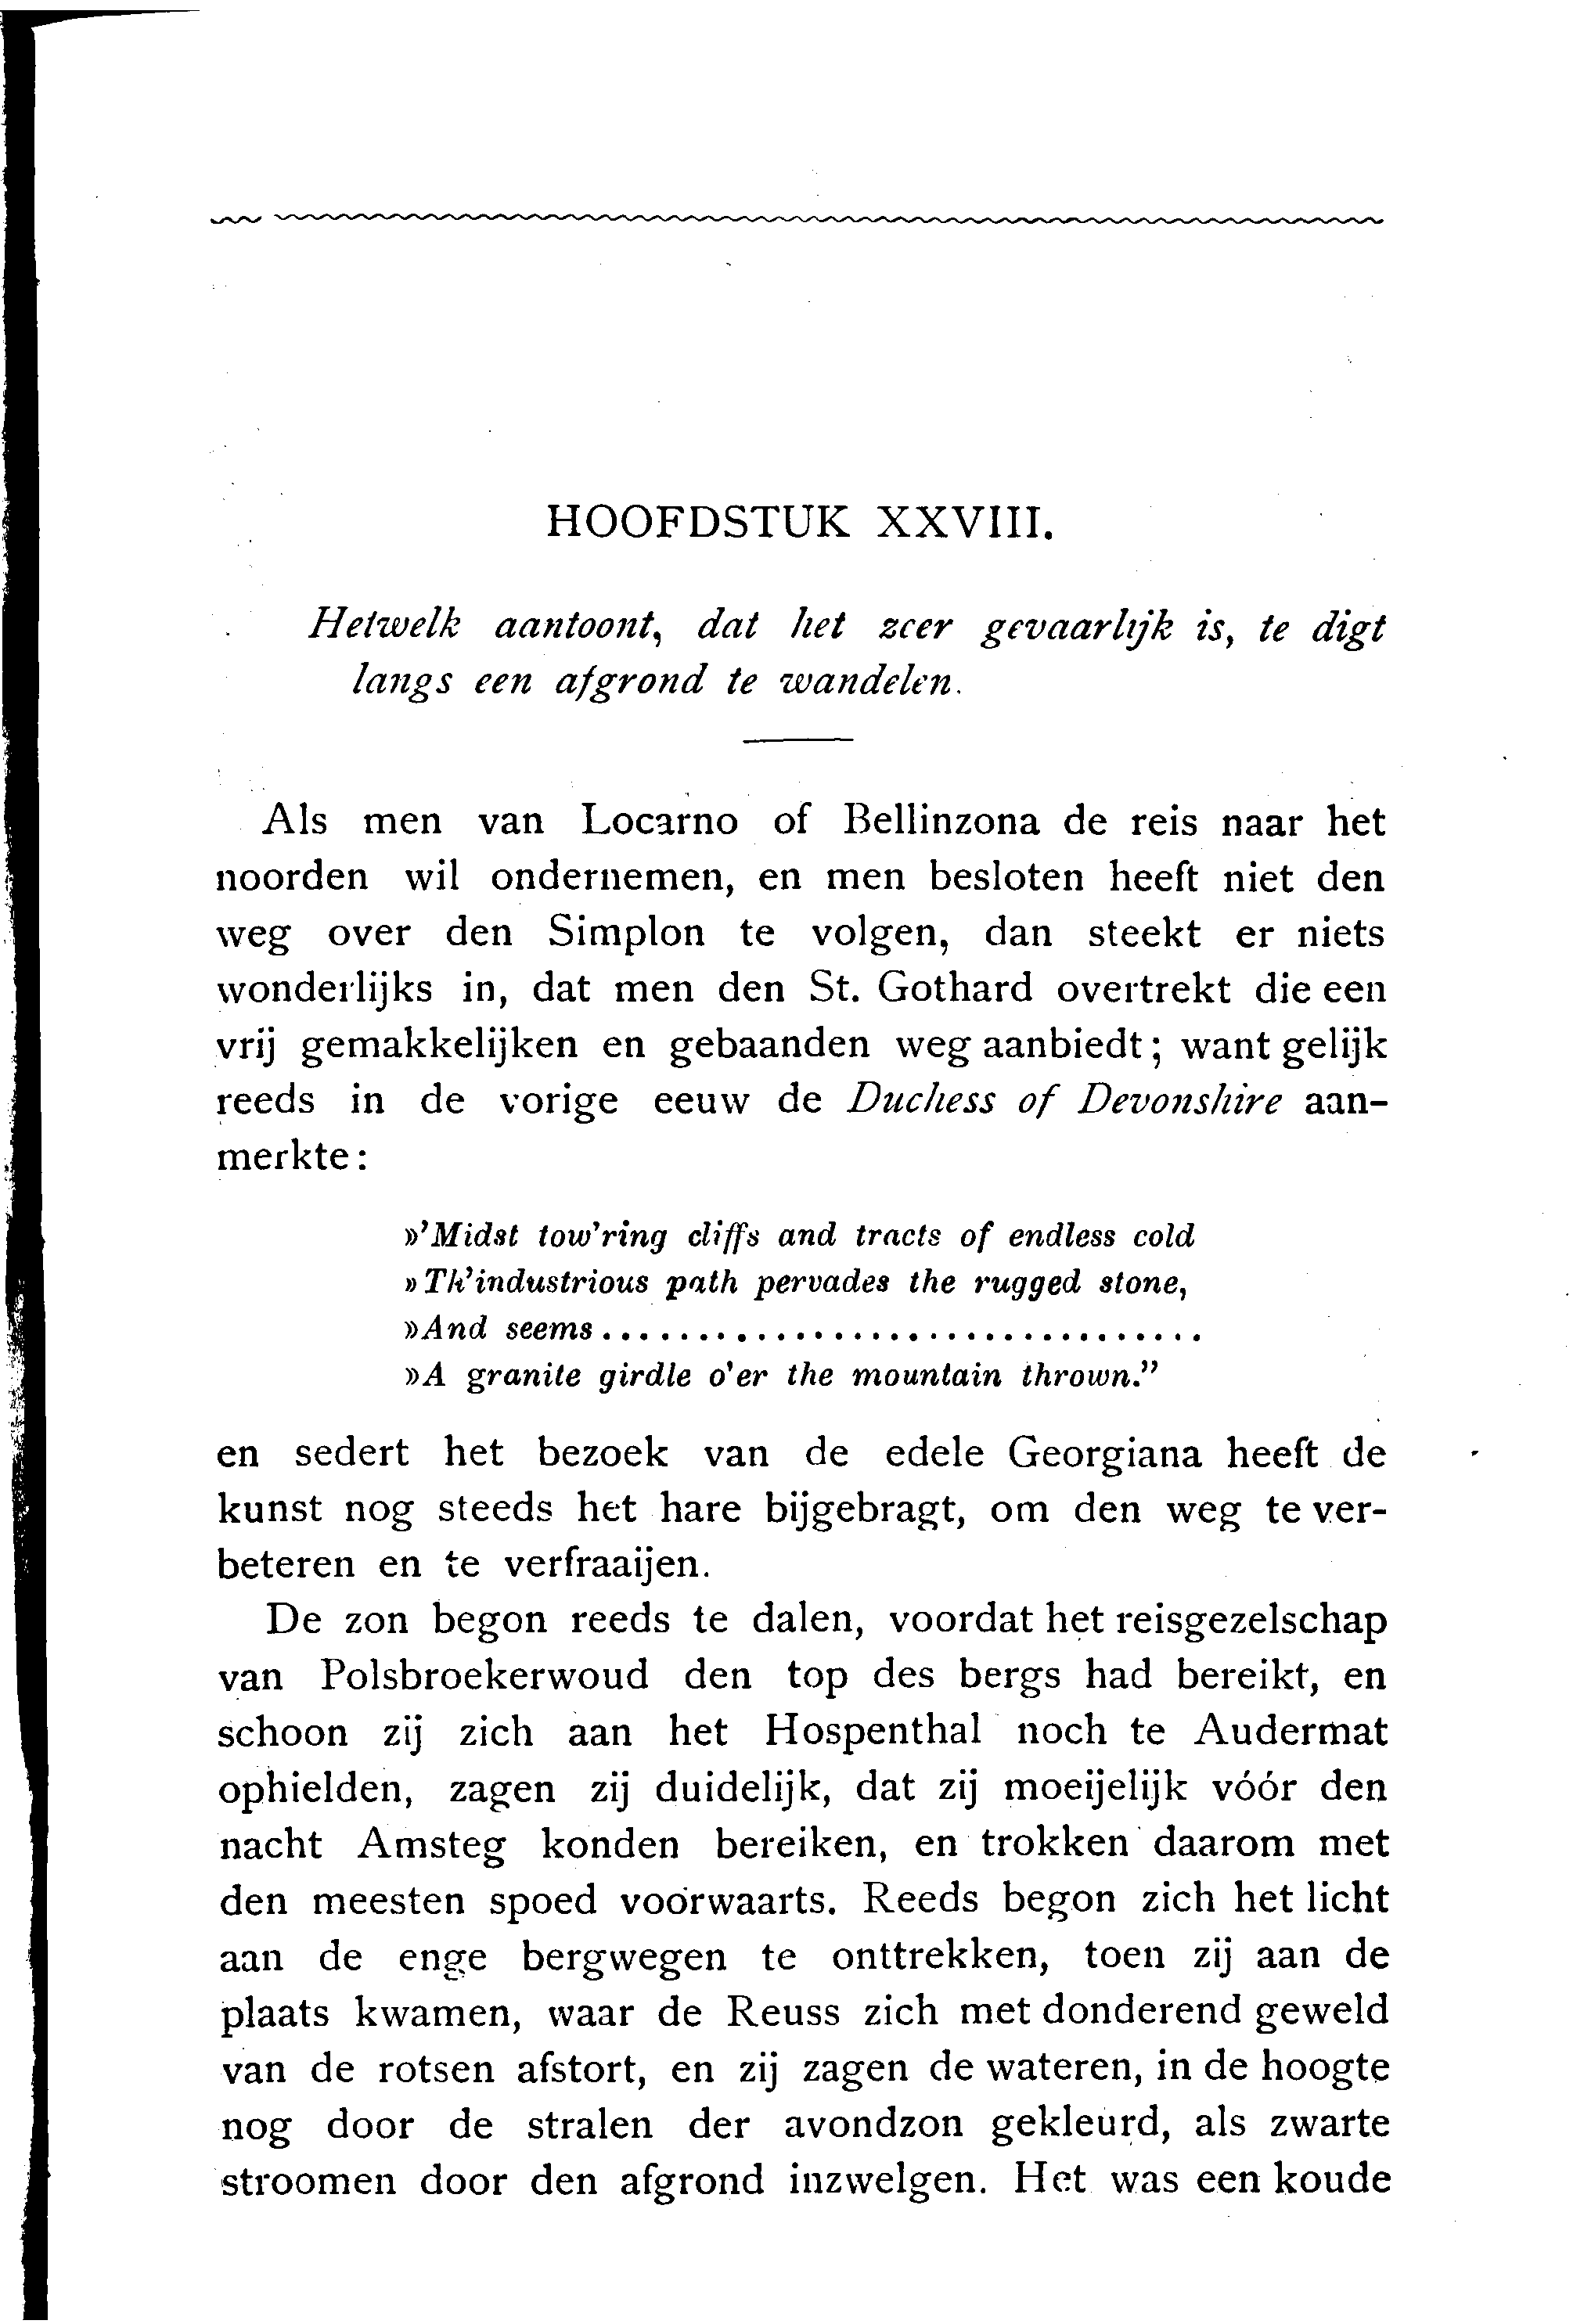 HOOFDSTUK XXVIII.
Hetwelk aantoont, dat het zeer gevaarlijk is, te digt
langs een afgrond te wandelen.
Als men van Locarno of Bellinzona de reis naar het
noorden wil ondernemen, en men besloten heeft niet den
weg over den Simplon te volgen, dan steekt er niets
wonderlijks in, dat men den St. Gothard overtrekt die een
vrij gemakkelijken en gebaanden weg aanbiedt; want gelijk
reeds in de vorige eeuw de Duchess of Devonshire aan-
merkte:
»'Midst tow'ring cliffs and tracts of endless cold
»Th'industrious path pervades the rugged stone,
»And seems................................
»A granite girdle o'er the mountain thrown.”
en sedert het bezoek van de edele Georgiana heeft de
kunst nog steeds het hare bijgebragt, om den weg te ver-
beteren en te verfraaijen.
De zon begon reeds te dalen, voordat het reisgezelschap
van Polsbroekerwoud den top des bergs had bereikt, en
schoon zij zich aan het Hospenthal noch te Audermat
ophielden, zagen zij duidelijk, dat zij moeijelijk vóór den
nacht Amsteg konden bereiken, en trokken daarom met
den meesten spoed voorwaarts. Reeds begon zich het licht
aan de enge bergwegen te onttrekken, toen zij aan de
plaats kwamen, waar de Reuss zich met donderend geweld
van de rotsen afstort, en zij zagen de wateren, in de hoogte
nog door de stralen der avondzon gekleurd, als zwarte
stroomen door den afgrond inzwelgen. Het was een koude